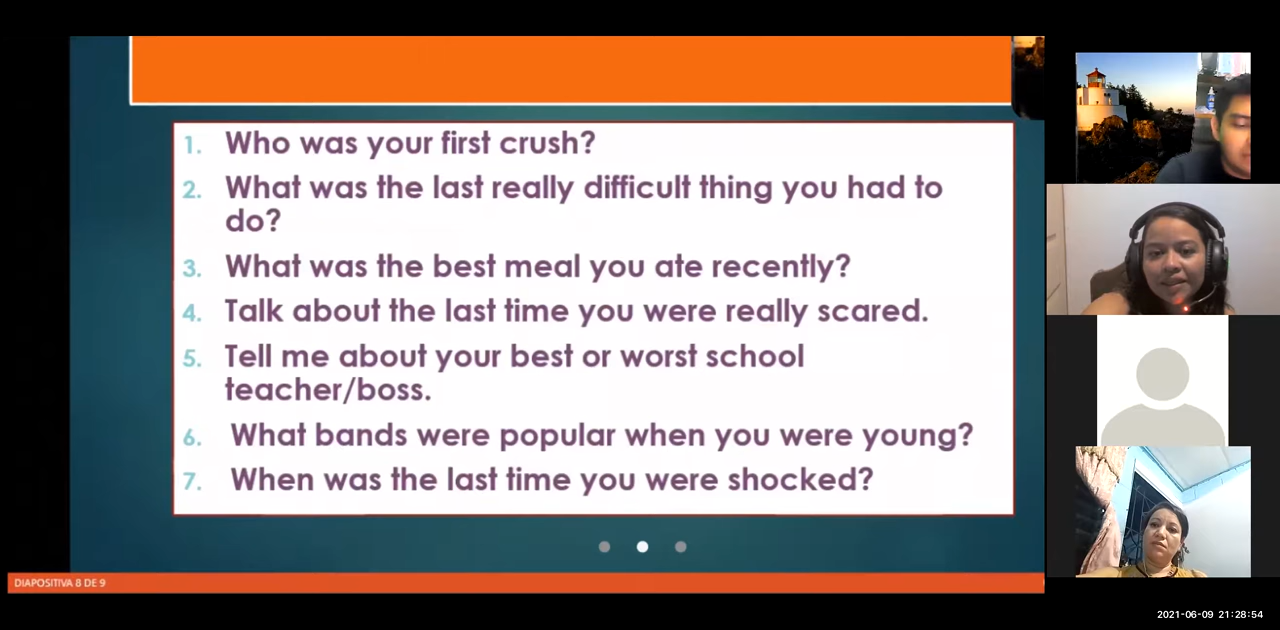 1. Who was your first crush?
2. What was the last really difficult thing you had to
do?
3. What was the best meal you ate recently?
4. Talk about the last time you were really scared.
5. Tell me about your best or worst school
teacher/boss.
6. What bands were popular when you were young?
7. When was the last time you were shocked?
DIAPOSITIVA 8 DE 9
2021-06-09 21:28:54